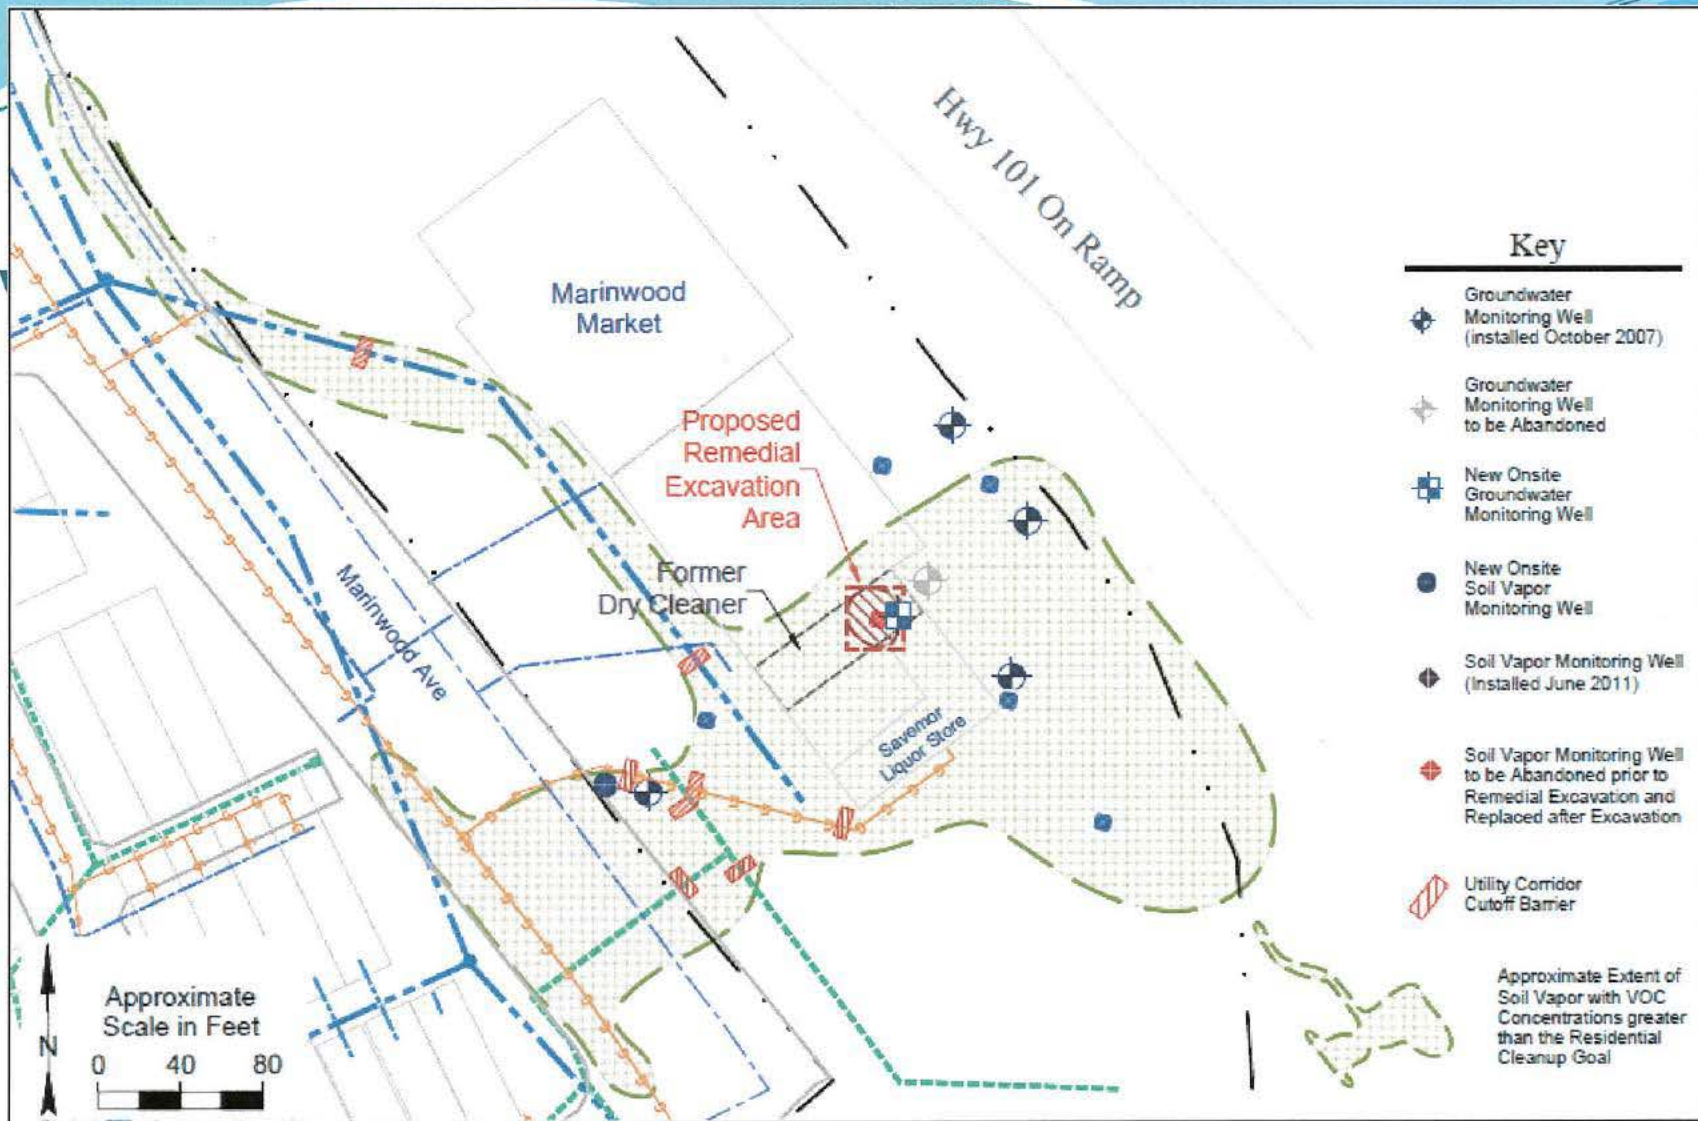 Hwy 101 On Ramp
Marinwood
Market
Proposed
Remedial
Excavation
Area
Former
Dry Cleaner
Marinwood Ave
Savemor
Liquor Store
Approximate
Scale in Feet
0 40 80
N
Key
Groundwater
Monitoring Well
(installed October 2007)
Groundwater
Monitoring Well
to be Abandoned
New Onsite
Groundwater
Monitoring Well
New Onsite
Soil Vapor
Monitoring Well
Soil Vapor Monitoring Well
(Installed June 2011)
Soil Vapor Monitoring Well
to be Abandoned prior to
Remedial Excavation and
Replaced after Excavation
Utility Corridor
Cutoff Barrier
Approximate Extent of
Soil Vapor with VOC
Concentrations greater
than the Residential
Cleanup Goal